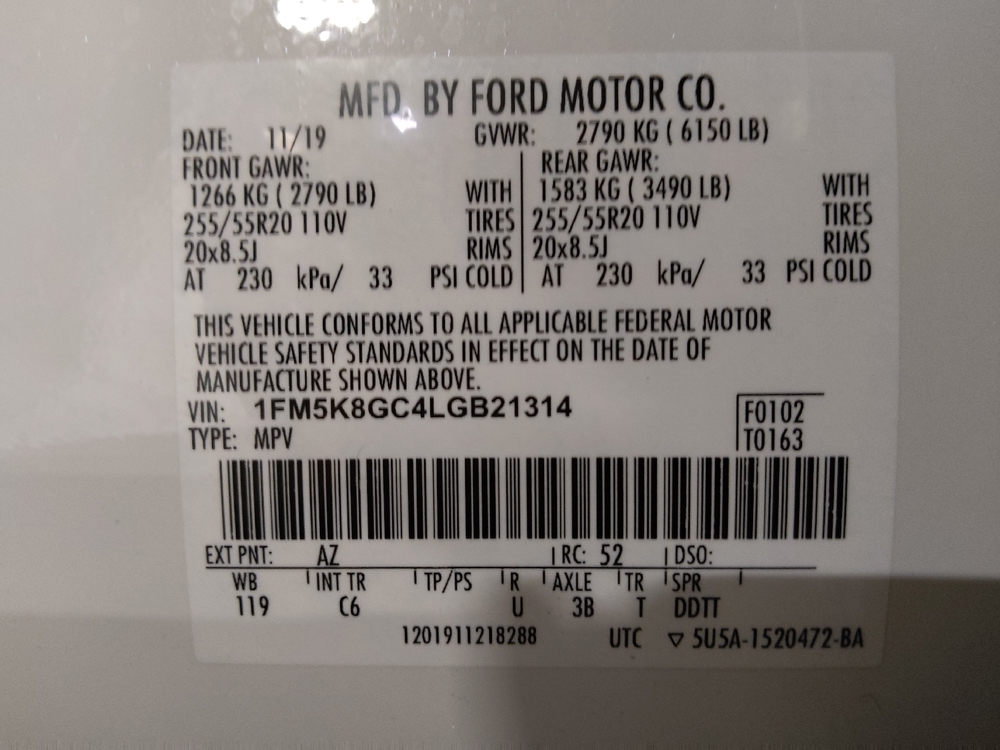 MFD. BY FORD MOTOR CO.
DATE: 11/19 GVWR: 2790 KG ( 6150 LB)
FRONT GAWR: REAR GAWR:
1266 KG ( 2790 LB) WITH 1583 KG ( 3490 LB) WITH
255/55R20 110V TIRES 255/55R20 110V TIRES
20x8.5J RIMS 20x8.5J RIMS
AT 230 kPa/ 33 PSI COLD AT 230 kPa/ 33 PSI COLD
THIS VEHICLE CONFORMS TO ALL APPLICABLE FEDERAL MOTOR
VEHICLE SAFETY STANDARDS IN EFFECT ON THE DATE OF
MANUFACTURE SHOWN ABOVE.
VIN: 1FM5K8GC4LGB21314 F0102
TYPE: MPV T0163
EXT PNT: AZ RC: 52 DSO:
WB INT TR TP/PS R AXLE TR SPR
119 C6 U 3B T DDTT
1201911218288 UTC ▽ 5U5A-1520472-BA